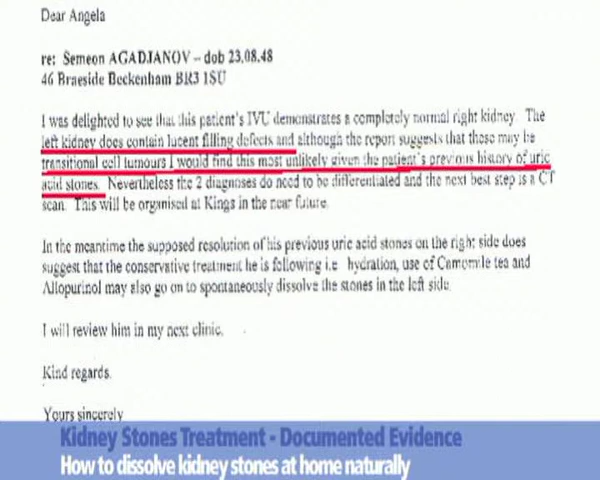 Dear Angela
re: Semeon AGADJANOV - dob 23.08.48
46 Braeside Beckenham BR3 1SU
I was delighted to see that this patient's IVU demonstrates a completely normal right kidney. The
left kidney does contain lucent filling defects and although the report suggests that these may be
transitional cell tumours I would find this most unlikely given the patient's previous history of uric
acid stones. Nevertheless the 2 diagnoses do need to be differentiated and the next best step is a CT
scan. This will be organised at Kings in the near future.
In the meantime the supposed resolution of his previous uric acid stones on the right side does
suggest that the conservative treatment he is following i.e hydration, use of Camomile tea and
Allopurinol may also go on to spontaneously dissolve the stones in the left side.
I will review him in my next clinic.
Kind regards.
Yours sincerely
Kidney Stones Treatment - Documented Evidence
How to dissolve kidney stones at home naturally